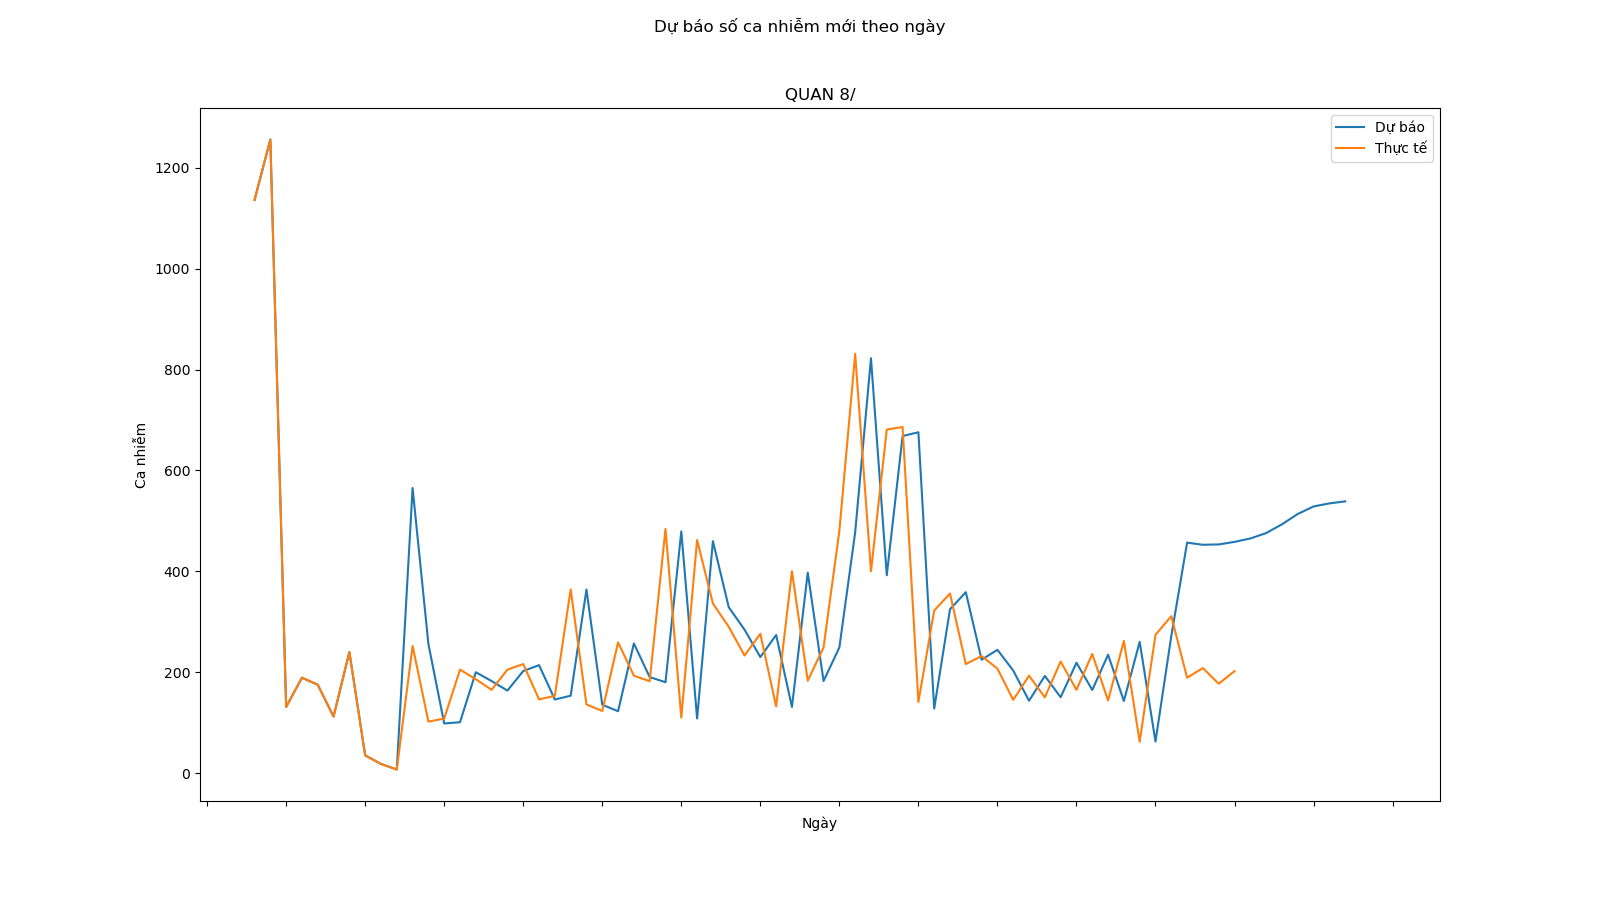 Dự báo số ca nhiễm mới theo ngày
QUAN 8/
Dự báo
Thực tế
1200
1000
800
600
400
200
0
Ca nhiễm
Ngày